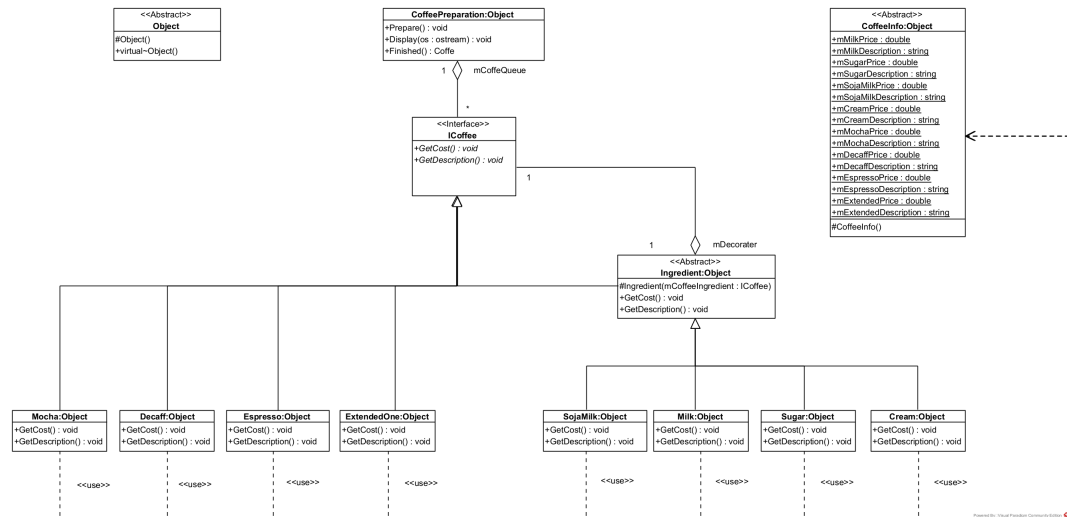 <<Abstract>>
Object
#Object()
+virtual~Object()
CoffeePreparation:Object
+Prepare() : void
+Display(os : ostream) : void
+Finished() : Coffe
1
mCoffeQueue
*
<<Interface>>
ICoffee
+GetCost() : void
+GetDescription() : void
1
1
mDecorater
<<Abstract>>
Ingredient:Object
#Ingredient(mCoffeeIngredient : ICoffee)
+GetCost() : void
+GetDescription() : void
<<Abstract>>
CoffeeInfo:Object
+mMilkPrice : double
+mMilkDescription : string
+mSugarPrice : double
+mSugarDescription : string
+mSojaMilkPrice : double
+mSojaMilkDescription : string
+mCreamPrice : double
+mCreamDescription : string
+mMochaPrice : double
+mMochaDescription : string
+mDecaffPrice : double
+mDecaffDescription : string
+mEspressoPrice : double
+mEspressoDescription : string
+mExtendedPrice : double
+mExtendedDescription : string
#CoffeeInfo()
Mocha:Object
+GetCost() : void
+GetDescription() : void
Decaff:Object
+GetCost() : void
+GetDescription() : void
Espresso:Object
+GetCost() : void
+GetDescription() : void
ExtendedOne:Object
+GetCost() : void
+GetDescription() : void
SojaMilk:Object
+GetCost() : void
+GetDescription() : void
Milk:Object
+GetCost() : void
+GetDescription() : void
Sugar:Object
+GetCost() : void
+GetDescription() : void
Cream:Object
+GetCost() : void
+GetDescription() : void
<<use>>
<<use>>
<<use>>
<<use>>
<<use>>
<<use>>
<<use>>
<<use>>
Powered By Visual Paradigm Community Edition